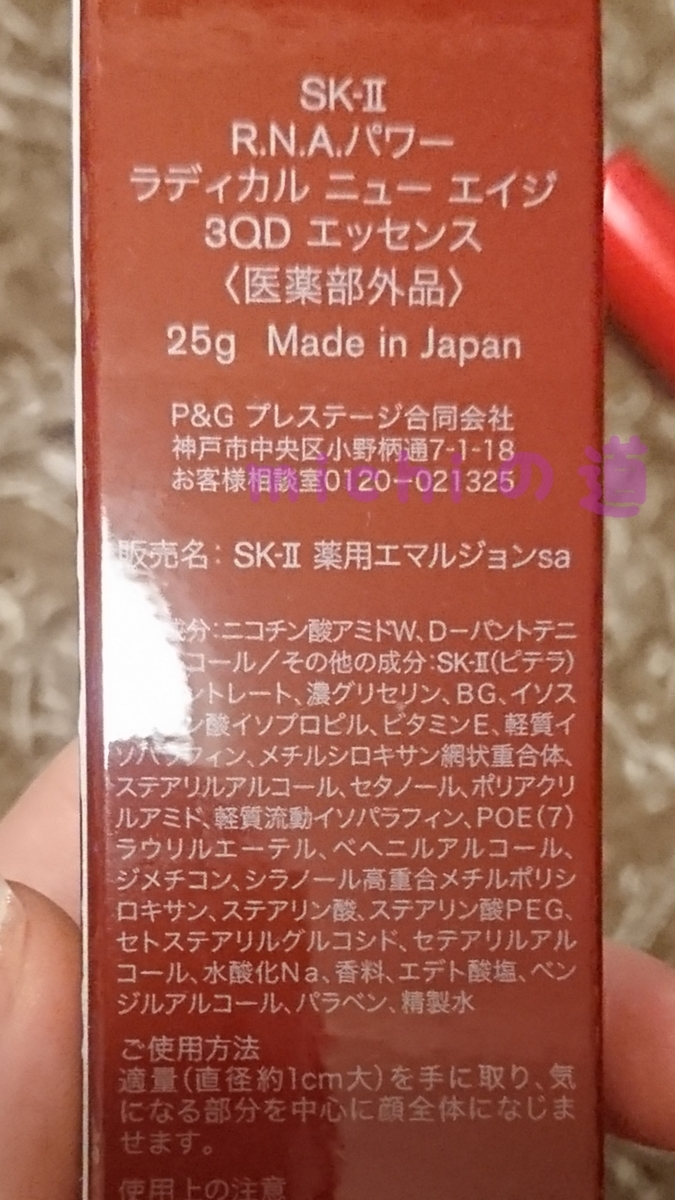 SK-Ⅱ
R.N.A.パワー
ラディカル ニュー エイジ
3QD エッセンス
〈医薬部外品〉
25g Made in Japan
P&G プレステージ合同会社
神戸市中央区小野柄通7-1-18
お客様相談室0120-021325
michiの道
販売名：SK-Ⅱ 薬用エマルジョンsa
成分：ニコチン酸アミドW、D-パントテニ
コール／その他の成分：SK-Ⅱ(ピテラ)
ントレート、濃グリセリン、BG、イソス
ン酸イソプロピル、ビタミンE、軽質イ
ソパラフィン、メチルシロキサン網状重合体、
ステアリルアルコール、セタノール、ポリアクリ
ルアミド、軽質流動イソパラフィン、POE(7)
ラウリルエーテル、ベヘニルアルコール、
ジメチコン、シラノール高重合メチルポリシ
ロキサン、ステアリン酸、ステアリン酸PEG、
セトステアリルグルコシド、セテアリルアル
コール、水酸化Na、香料、エデト酸塩、ベン
ジルアルコール、パラベン、精製水
ご使用方法
適量(直径約1cm大)を手に取り、気
になる部分を中心に顔全体になじま
せます。
使用上の注意